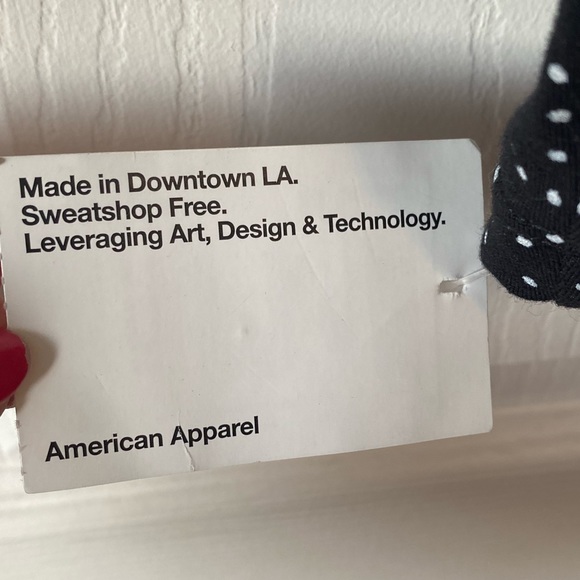 Made in Downtown LA.
Sweatshop Free.
Leveraging Art, Design & Technology.
American Apparel